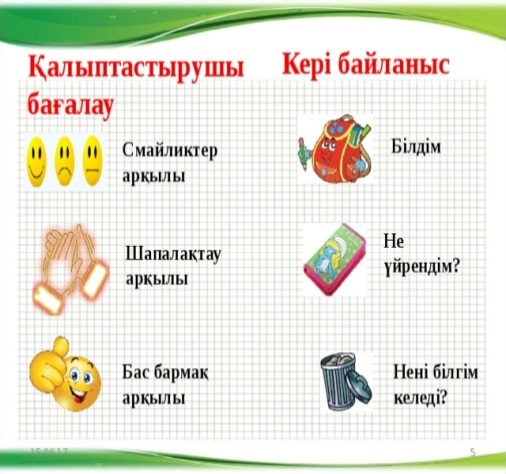 Қалыптастырушы
бағалау
Смайликтер
арқылы
Шапалақтау
арқылы
Бас бармақ
арқылы
Кері байланыс
Білдім
Не
үйрендім?
Нені білгім
келеді?
5